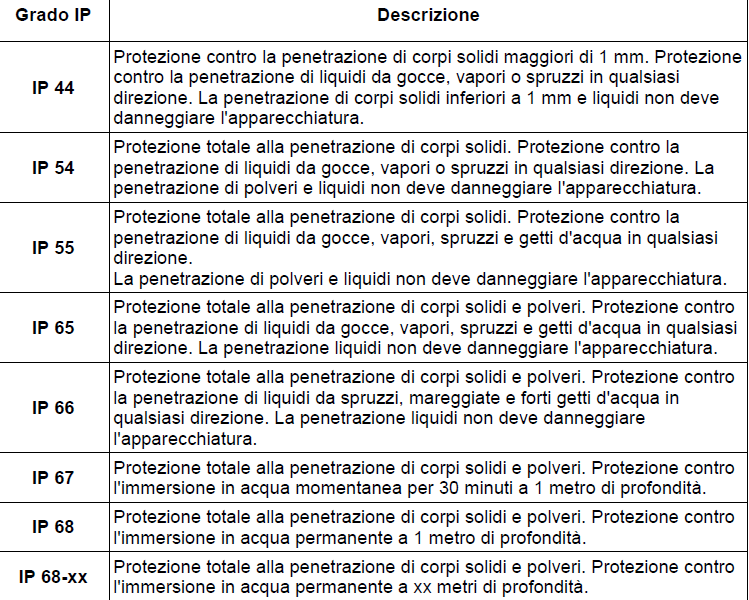 Grado IP
Descrizione
IP 44
Protezione contro la penetrazione di corpi solidi maggiori di 1 mm. Protezione
contro la penetrazione di liquidi da gocce, vapori o spruzzi in qualsiasi
direzione. La penetrazione di corpi solidi inferiori a 1 mm e liquidi non deve
danneggiare l'apparecchiatura.
IP 54
Protezione totale alla penetrazione di corpi solidi. Protezione contro la
penetrazione di liquidi da gocce, vapori o spruzzi in qualsiasi direzione. La
penetrazione di polveri e liquidi non deve danneggiare l'apparecchiatura.
IP 55
Protezione totale alla penetrazione di corpi solidi. Protezione contro la
penetrazione di liquidi da gocce, vapori, spruzzi e getti d'acqua in qualsiasi
direzione.
La penetrazione di polveri e liquidi non deve danneggiare l'apparecchiatura.
IP 65
Protezione totale alla penetrazione di corpi solidi e polveri. Protezione contro
la penetrazione di liquidi da gocce, vapori, spruzzi e getti d'acqua in qualsiasi
direzione. La penetrazione liquidi non deve danneggiare l'apparecchiatura.
IP 66
Protezione totale alla penetrazione di corpi solidi e polveri. Protezione contro
la penetrazione di liquidi da spruzzi, mareggiate e forti getti d'acqua in
qualsiasi direzione. La penetrazione liquidi non deve danneggiare
l'apparecchiatura.
IP 67
Protezione totale alla penetrazione di corpi solidi e polveri. Protezione contro
l'immersione in acqua momentanea per 30 minuti a 1 metro di profondità.
IP 68
Protezione totale alla penetrazione di corpi solidi e polveri. Protezione contro
l'immersione in acqua permanente a 1 metro di profondità.
IP 68-xx
Protezione totale alla penetrazione di corpi solidi e polveri. Protezione contro
l'immersione in acqua permanente a xx metri di profondità.